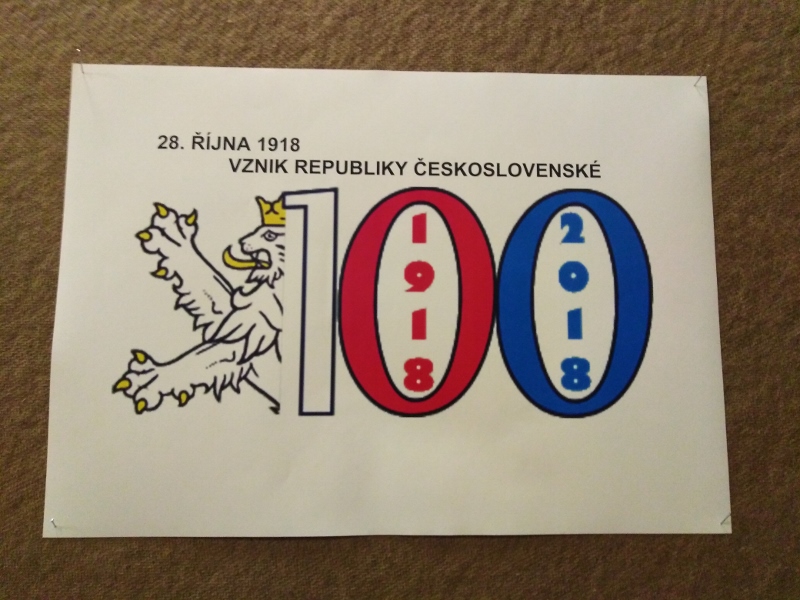 28. ŘÍJNA 1918
VZNIK REPUBLIKY ČESKOSLOVENSKÉ
100
1918
2018